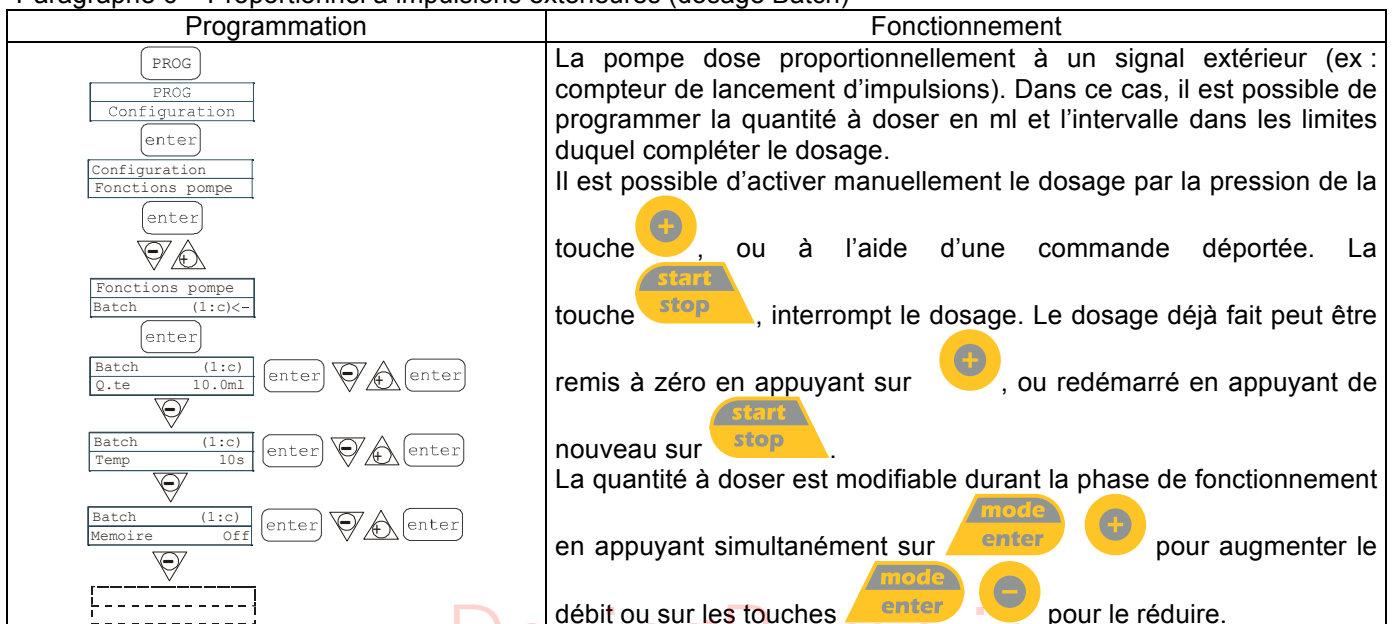 Paragraphe 6 – Proportionnel à impulsions extérieures (dosage Batch)
Programmation
PROG
PROG
Configuration
enter
Configuration
Fonctions pompe
enter
- +
Fonctions pompe
Batch (1:c)<-
enter
Batch (1:c)
Q.te 10.0ml
enter - + enter
-
Batch (1:c)
Temp 10s
enter - + enter
-
Batch (1:c)
Memoire Off
enter - + enter
-
Fonctionnement
La pompe dose proportionnellement à un signal extérieur (ex :
compteur de lancement d’impulsions). Dans ce cas, il est possible de
programmer la quantité à doser en ml et l’intervalle dans les limites
duquel compléter le dosage.
Il est possible d’activer manuellement le dosage par la pression de la
touche +, ou à l’aide d’une commande déportée. La
touche start stop, interrompt le dosage. Le dosage déjà fait peut être
remis à zéro en appuyant sur +, ou redémarré en appuyant de
nouveau sur start stop.
La quantité à doser est modifiable durant la phase de fonctionnement
en appuyant simultanément sur mode enter + pour augmenter le
débit ou sur les touches mode enter - pour le réduire.